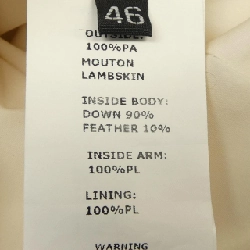 46
OUTSIDE:
100%PA
MOUTON
LAMBSKIN
INSIDE BODY:
DOWN 90%
FEATHER 10%
INSIDE ARM:
100%PL
LINING:
100%PL
WARNING